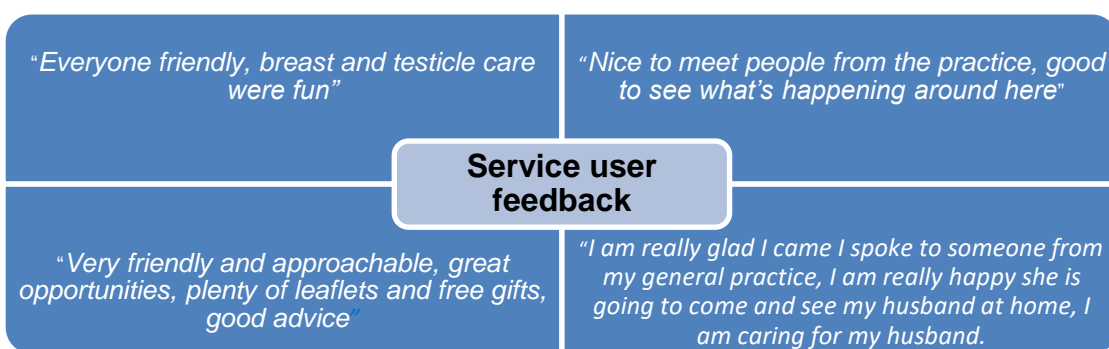 “Everyone friendly, breast and testicle care
were fun”
“Nice to meet people from the practice, good
to see what’s happening around here”
Service user
feedback
“Very friendly and approachable, great
opportunities, plenty of leaflets and free gifts,
good advice”
“I am really glad I came I spoke to someone from
my general practice, I am really happy she is
going to come and see my husband at home, I
am caring for my husband.